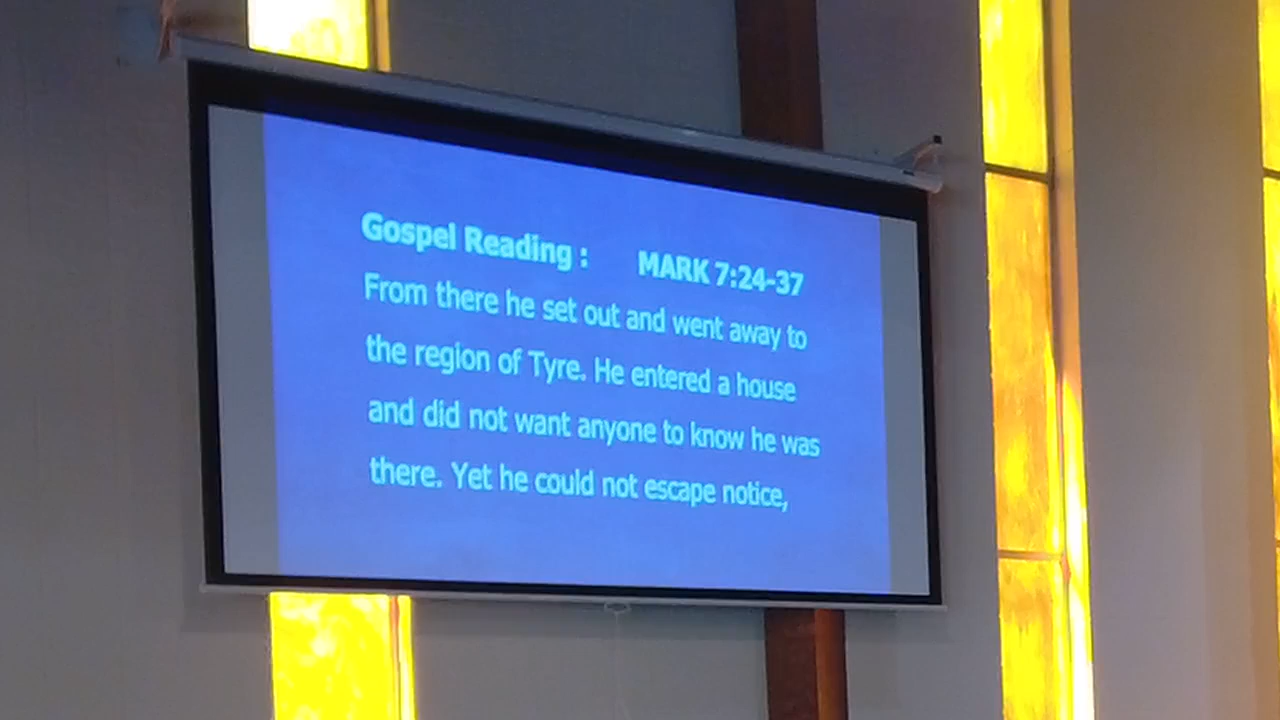 Gospel Reading : MARK 7:24-37
From there he set out and went away to
the region of Tyre. He entered a house
and did not want anyone to know he was
there. Yet he could not escape notice,